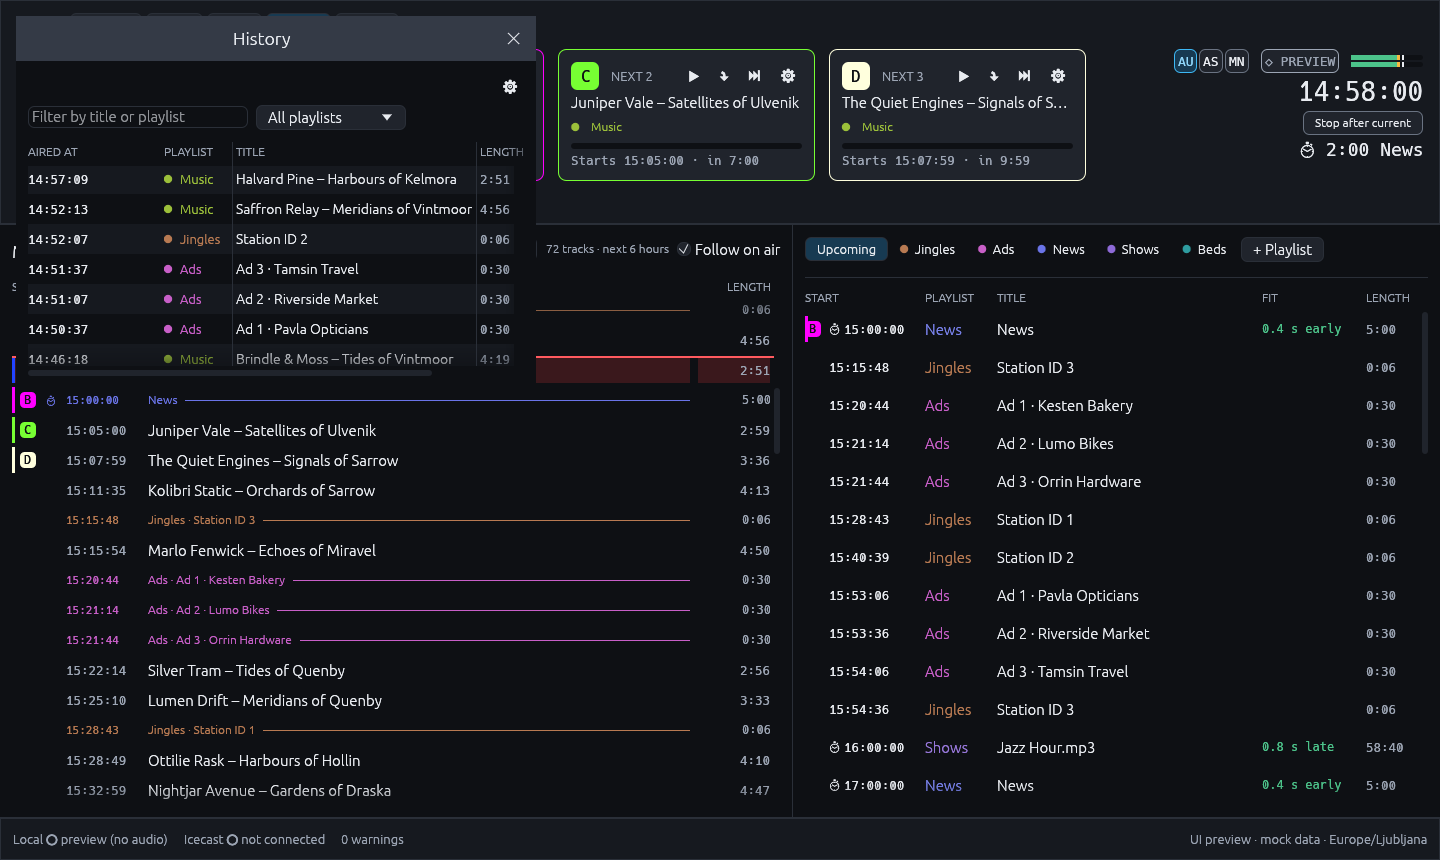 History
Filter by title or playlist
All playlists
AIRED AT PLAYLIST TITLE LENGTH
14:57:09 Music Halvard Pine – Harbours of Kelmora 2:51
14:52:13 Music Saffron Relay – Meridians of Vintmoor 4:56
14:52:07 Jingles Station ID 2 0:06
14:51:37 Ads Ad 3 · Tamsin Travel 0:30
14:51:07 Ads Ad 2 · Riverside Market 0:30
14:50:37 Ads Ad 1 · Pavla Opticians 0:30
14:46:18 Music Brindle & Moss – Tides of Vintmoor 4:19
C NEXT 2
Juniper Vale – Satellites of Ulvenik
Music
Starts 15:05:00 · in 7:00
D NEXT 3
The Quiet Engines – Signals of S…
Music
Starts 15:07:59 · in 9:59
AU AS MN ◇ PREVIEW
14:58:00
Stop after current
2:00 News
72 tracks · next 6 hours Follow on air
LENGTH
0:06
4:56
2:51
B 15:00:00 News 5:00
C 15:05:00 Juniper Vale – Satellites of Ulvenik 2:59
D 15:07:59 The Quiet Engines – Signals of Sarrow 3:36
15:11:35 Kolibri Static – Orchards of Sarrow 4:13
15:15:48 Jingles · Station ID 3 0:06
15:15:54 Marlo Fenwick – Echoes of Miravel 4:50
15:20:44 Ads · Ad 1 · Kesten Bakery 0:30
15:21:14 Ads · Ad 2 · Lumo Bikes 0:30
15:21:44 Ads · Ad 3 · Orrin Hardware 0:30
15:22:14 Silver Tram – Tides of Quenby 2:56
15:25:10 Lumen Drift – Meridians of Quenby 3:33
15:28:43 Jingles · Station ID 1 0:06
15:28:49 Ottilie Rask – Harbours of Hollin 4:10
15:32:59 Nightjar Avenue – Gardens of Draska 4:47
Upcoming Jingles Ads News Shows Beds + Playlist
START PLAYLIST TITLE FIT LENGTH
B 15:00:00 News News 0.4 s early 5:00
15:15:48 Jingles Station ID 3 0:06
15:20:44 Ads Ad 1 · Kesten Bakery 0:30
15:21:14 Ads Ad 2 · Lumo Bikes 0:30
15:21:44 Ads Ad 3 · Orrin Hardware 0:30
15:28:43 Jingles Station ID 1 0:06
15:40:39 Jingles Station ID 2 0:06
15:53:06 Ads Ad 1 · Pavla Opticians 0:30
15:53:36 Ads Ad 2 · Riverside Market 0:30
15:54:06 Ads Ad 3 · Tamsin Travel 0:30
15:54:36 Jingles Station ID 3 0:06
16:00:00 Shows Jazz Hour.mp3 0.8 s late 58:40
17:00:00 News News 0.4 s early 5:00
Local preview (no audio) Icecast not connected 0 warnings
UI preview · mock data · Europe/Ljubljana